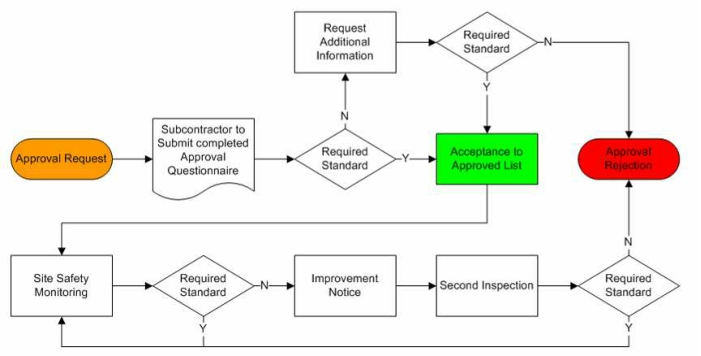 Request
Additional
Information
Required
Standard
N
Y
N
Approval Request
Subcontractor to
Submit completed
Approval
Questionnaire
Required
Standard
Y
Acceptance to
Approved List
Approval
Rejection
N
Site Safety
Monitoring
Required
Standard
N
Improvement
Notice
Second Inspection
Required
Standard
Y
Y